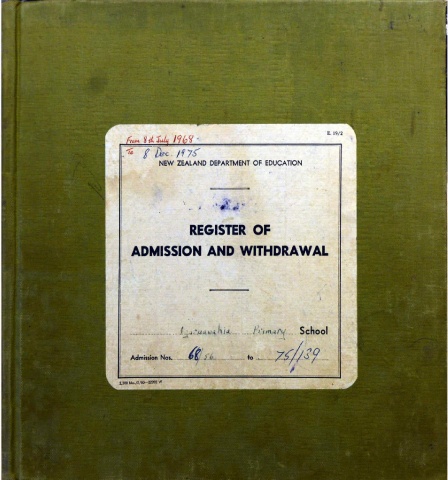 From 8th July 1968
E. 19/2
To 8 Dec. 1975
NEW ZEALAND DEPARTMENT OF EDUCATION
REGISTER OF
ADMISSION AND WITHDRAWAL
Primary School
Admission Nos. 68/56 to 75/139